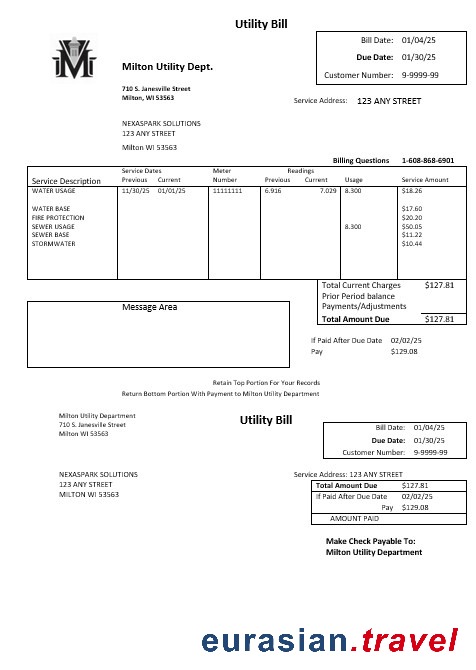 Utility Bill
Bill Date: 01/04/25
Due Date: 01/30/25
Customer Number: 9-9999-99
M
Milton Utility Dept.
710 S. Janesville Street
Milton, WI 53563
Service Address: 123 ANY STREET
NEXASPARK SOLUTIONS
123 ANY STREET
Milton WI 53563
Billing Questions 1-608-868-6901
Service Dates Meter Readings
Service Description Previous Current Number Previous Current Usage Service Amount
WATER USAGE 11/30/25 01/01/25 11111111 6.916 7.029 8.300 $18.26
WATER BASE $17.60
FIRE PROTECTION $20.20
SEWER USAGE 8.300 $50.05
SEWER BASE $11.22
STORMWATER $10.44
Total Current Charges $127.81
Prior Period balance
Payments/Adjustments
Total Amount Due $127.81
Message Area
If Paid After Due Date 02/02/25
Pay $129.08
Retain Top Portion For Your Records
Return Bottom Portion With Payment to Milton Utility Department
Milton Utility Department
710 S. Janesville Street
Milton WI 53563
Utility Bill
Bill Date: 01/04/25
Due Date: 01/30/25
Customer Number: 9-9999-99
NEXASPARK SOLUTIONS
123 ANY STREET
MILTON WI 53563
Service Address: 123 ANY STREET
Total Amount Due $127.81
If Paid After Due Date 02/02/25
Pay $129.08
AMOUNT PAID
Make Check Payable To:
Milton Utility Department
eurasian.travel